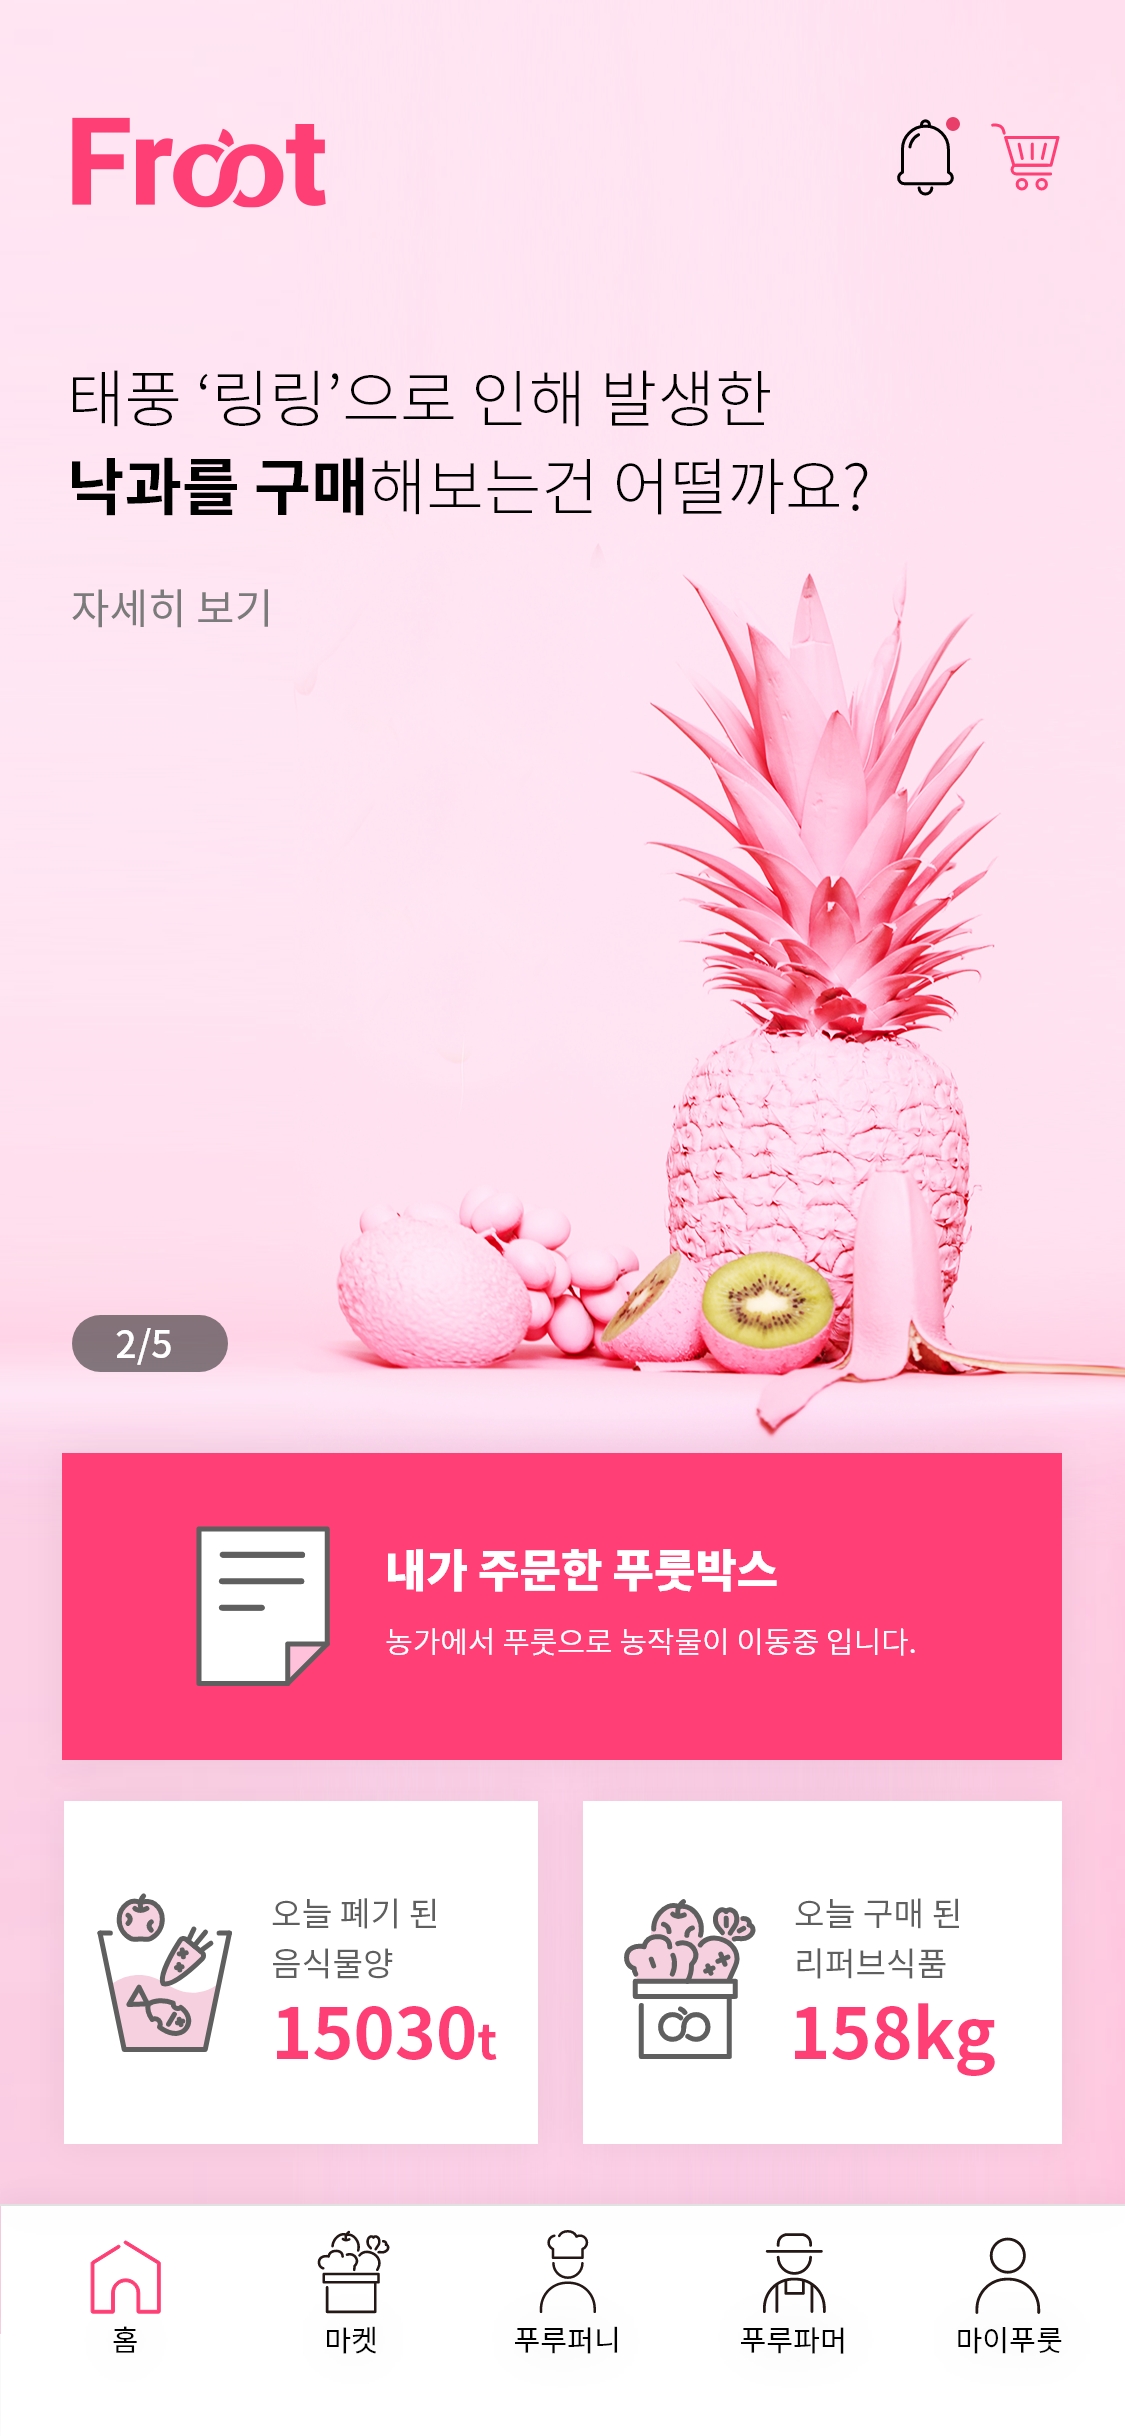 Froot
태풍 ‘링링’으로 인해 발생한
낙과를 구매해보는건 어떨까요?
자세히 보기
2/5
내가 주문한 푸룻박스
농가에서 푸룻으로 농작물이 이동중 입니다.
오늘 폐기 된
음식물양
15030t
오늘 구매 된
리퍼브식품
158kg
홈
마켓
푸루퍼니
푸루파머
마이푸룻